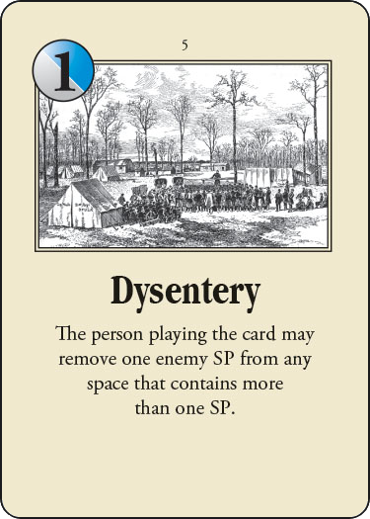 5
1
Dysentery
The person playing the card may
remove one enemy SP from any
space that contains more
than one SP.